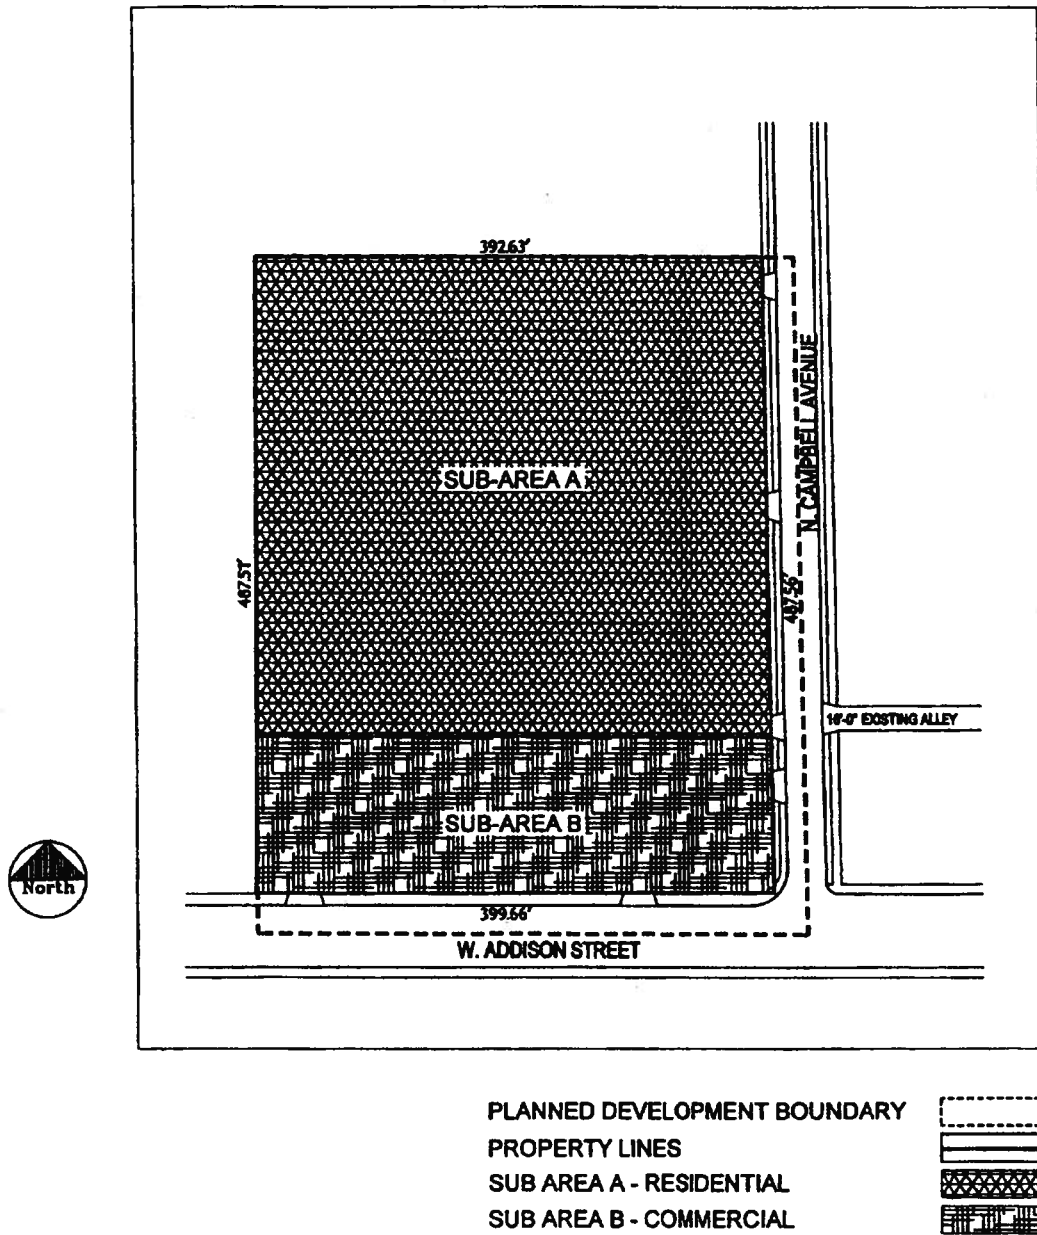 392.63'
SUB-AREA A
N. CAMPBELL AVENUE
487.51'
487.56'
16'-0" EXISTING ALLEY
SUB-AREA B
North
399.66'
W. ADDISON STREET
PLANNED DEVELOPMENT BOUNDARY
PROPERTY LINES
SUB AREA A - RESIDENTIAL
SUB AREA B - COMMERCIAL